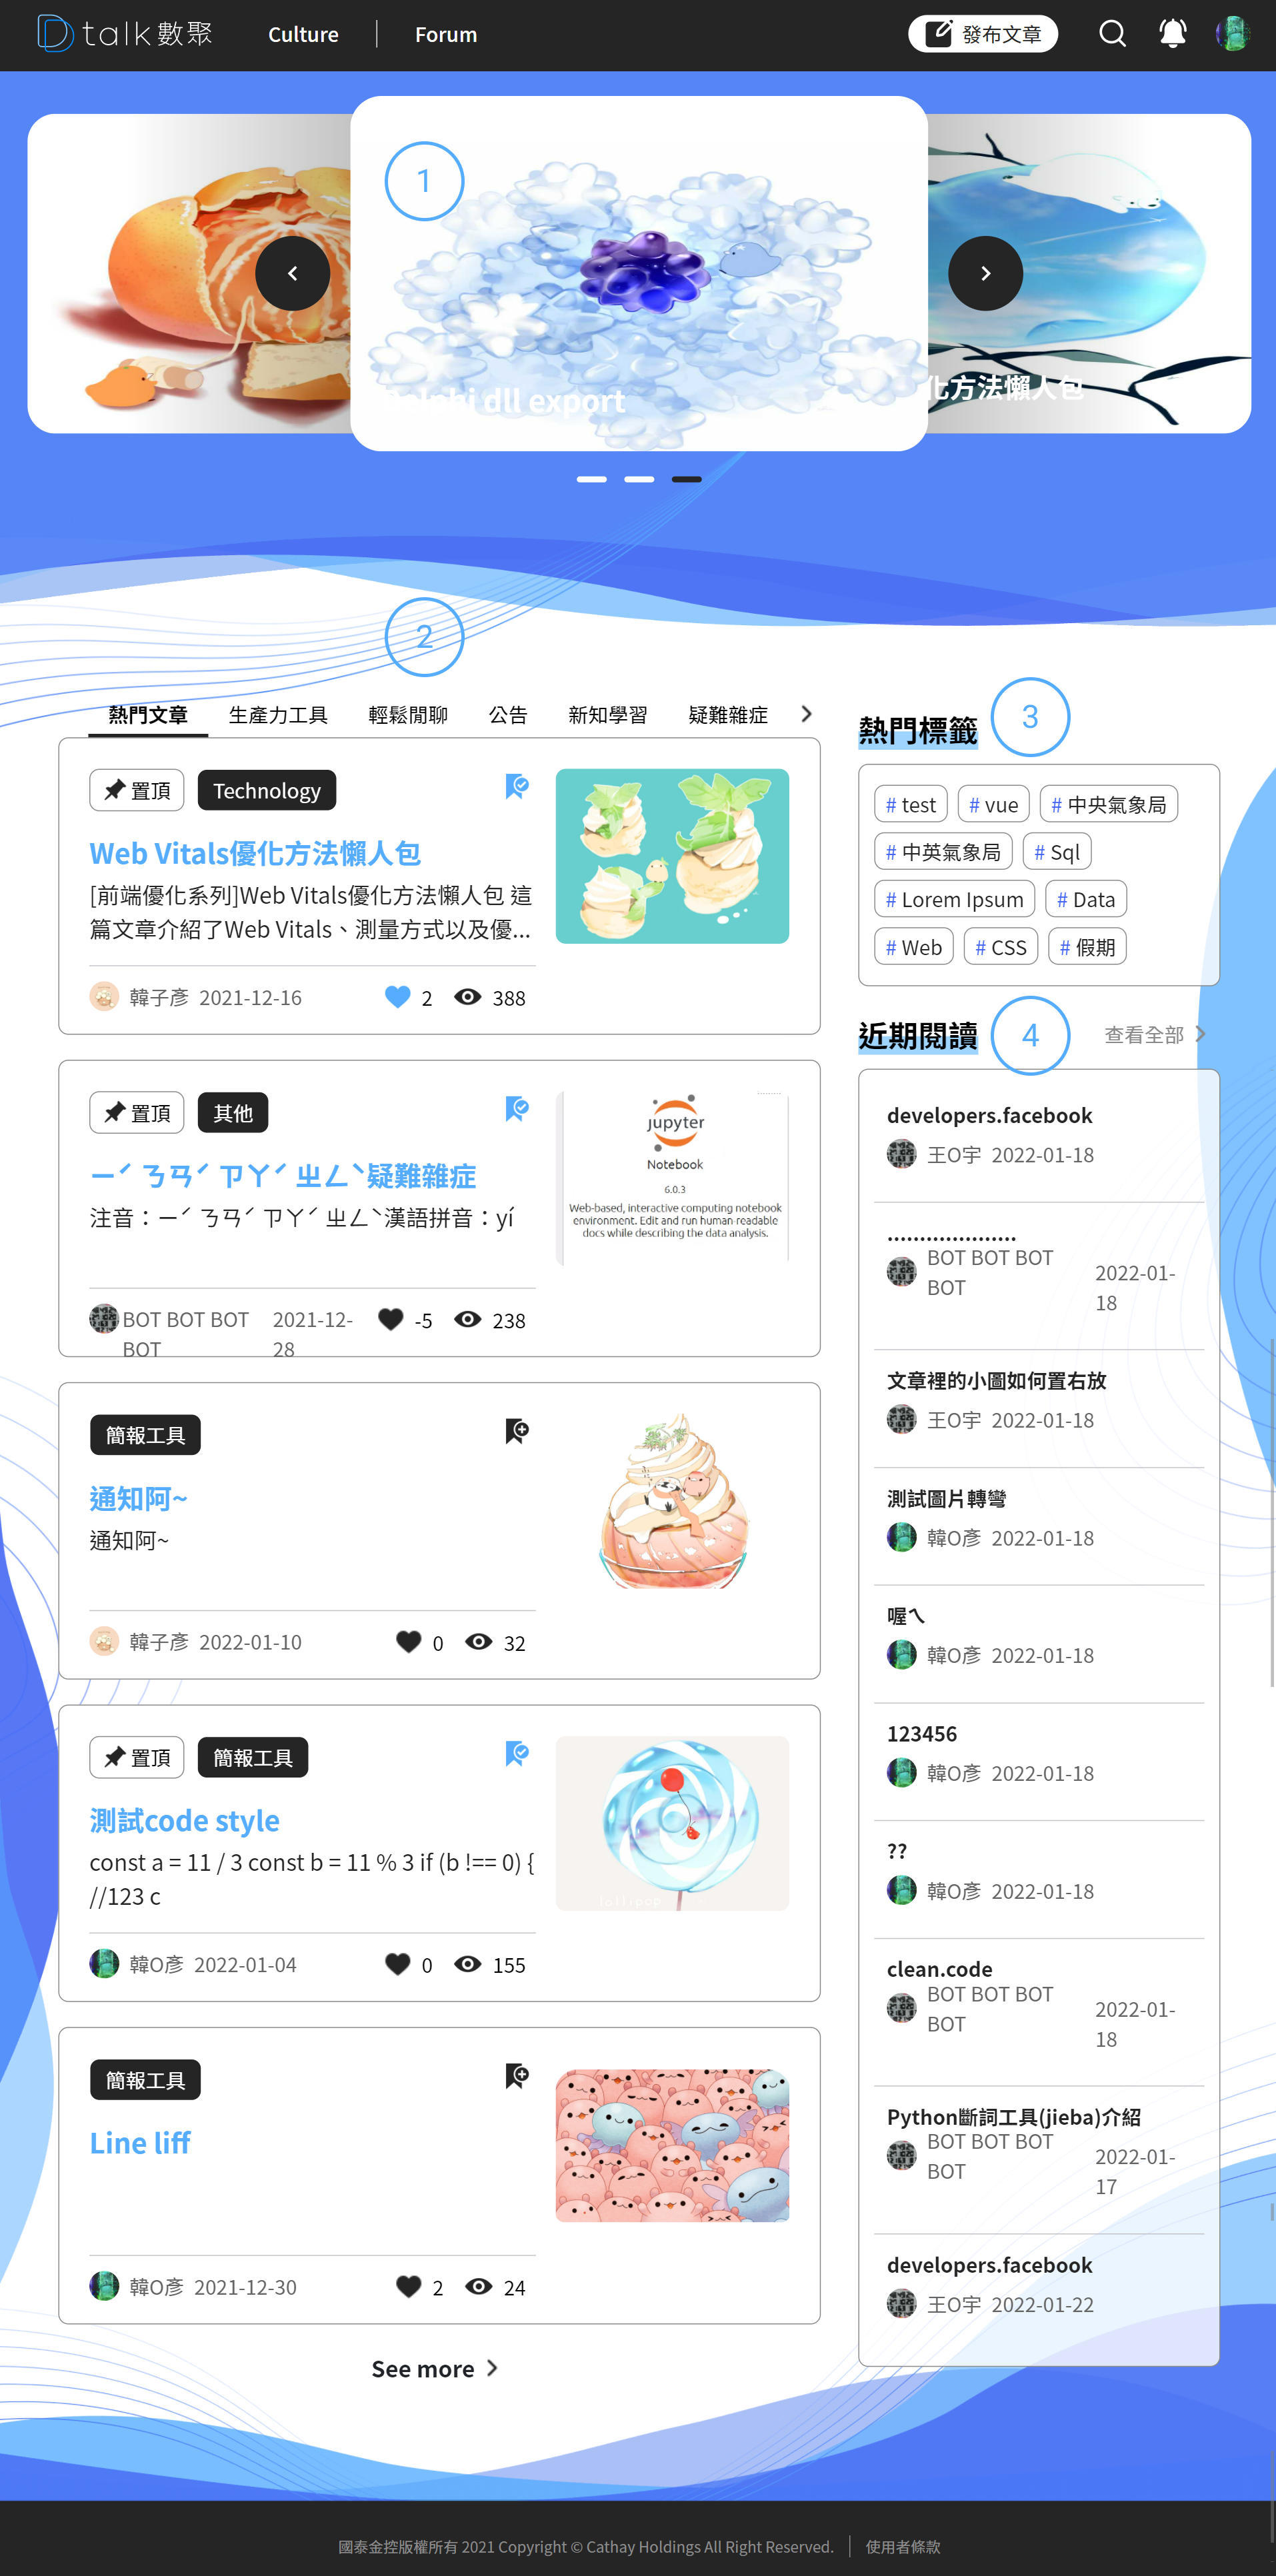 D talk 數聚
Culture
Forum
發布文章
1
dll export
化方法懶人包
2
熱門文章
生產力工具
輕鬆閒聊
公告
新知學習
疑難雜症
置頂
Technology
Web Vitals優化方法懶人包
[前端優化系列]Web Vitals優化方法懶人包 這
篇文章介紹了Web Vitals、測量方式以及優...
韓子彥 2021-12-16
2
388
置頂
其他
ㄧˊ ㄋㄢˊ ㄗㄚˊ ㄓㄥˋ疑難雜症
注音：ㄧˊ ㄋㄢˊ ㄗㄚˊ ㄓㄥˋ漢語拼音：yí
jupyter
Notebook
6.0.3
Web-based, interactive computing notebook
environment. Edit and run human-readable
docs while describing the data analysis.
BOT BOT BOT
BOT
2021-12-
28
-5
238
簡報工具
通知阿~
通知阿~
韓子彥 2022-01-10
0
32
置頂
簡報工具
測試code style
const a = 11 / 3 const b = 11 % 3 if (b !== 0) {
//123 c
lollipop
韓O彥 2022-01-04
0
155
簡報工具
Line liff
韓O彥 2021-12-30
2
24
See more
熱門標籤
3
# test
# vue
# 中央氣象局
# 中英氣象局
# Sql
# Lorem Ipsum
# Data
# Web
# CSS
# 假期
近期閱讀
4
查看全部
developers.facebook
王O宇 2022-01-18
....................
BOT BOT BOT
BOT
2022-01-
18
文章裡的小圖如何置右放
王O宇 2022-01-18
測試圖片轉彎
韓O彥 2022-01-18
喔ㄟ
韓O彥 2022-01-18
123456
韓O彥 2022-01-18
??
韓O彥 2022-01-18
clean.code
BOT BOT BOT
BOT
2022-01-
18
Python斷詞工具(jieba)介紹
BOT BOT BOT
BOT
2022-01-
17
developers.facebook
王O宇 2022-01-22
國泰金控版權所有 2021 Copyright © Cathay Holdings All Right Reserved.
使用者條款